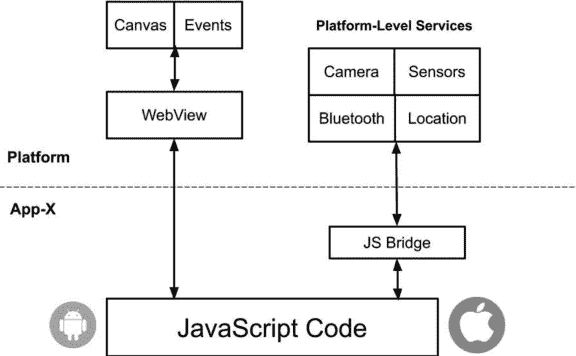 Canvas Events
Platform-Level Services
Camera Sensors
Bluetooth Location
WebView
Platform
App-X
JS Bridge
JavaScript Code